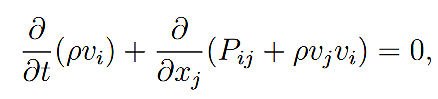 ∂/∂t (ρv_i) + ∂/∂x_j (P_ij + ρv_jv_i) = 0,